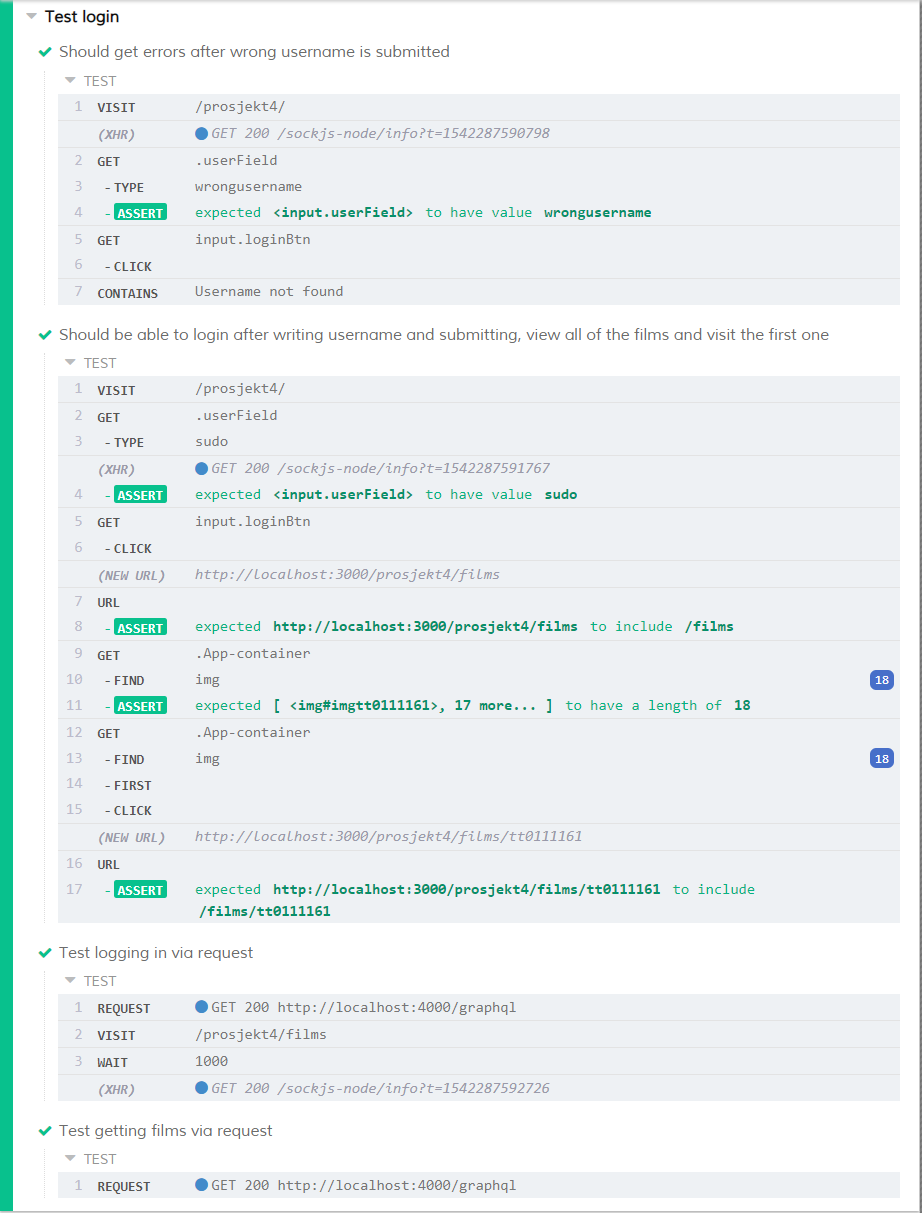 Test login
Should get errors after wrong username is submitted
TEST
1 VISIT /prosjekt4/
(XHR) GET 200 /sockjs-node/info?t=1542287590798
2 GET .userField
3 - TYPE wrongusername
4 - ASSERT expected <input.userField> to have value wrongusername
5 GET input.loginBtn
6 - CLICK
7 CONTAINS Username not found
Should be able to login after writing username and submitting, view all of the films and visit the first one
TEST
1 VISIT /prosjekt4/
2 GET .userField
3 - TYPE sudo
(XHR) GET 200 /sockjs-node/info?t=1542287591767
4 - ASSERT expected <input.userField> to have value sudo
5 GET input.loginBtn
6 - CLICK
(NEW URL) http://localhost:3000/prosjekt4/films
7 URL
8 - ASSERT expected http://localhost:3000/prosjekt4/films to include /films
9 GET .App-container
10 - FIND img 18
11 - ASSERT expected [ <img#imgtt0111161>, 17 more... ] to have a length of 18
12 GET .App-container
13 - FIND img 18
14 - FIRST
15 - CLICK
(NEW URL) http://localhost:3000/prosjekt4/films/tt0111161
16 URL
17 - ASSERT expected http://localhost:3000/prosjekt4/films/tt0111161 to include
/films/tt0111161
Test logging in via request
TEST
1 REQUEST GET 200 http://localhost:4000/graphql
2 VISIT /prosjekt4/films
3 WAIT 1000
(XHR) GET 200 /sockjs-node/info?t=1542287592726
Test getting films via request
TEST
1 REQUEST GET 200 http://localhost:4000/graphql